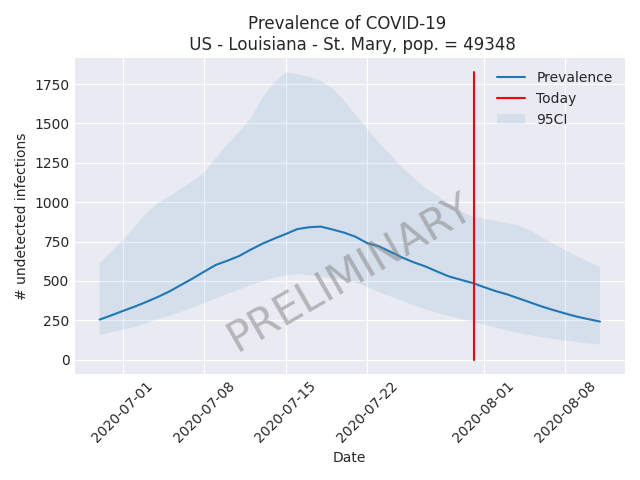 Prevalence of COVID-19
US - Louisiana - St. Mary, pop. = 49348
Prevalence
Today
95CI
1750
1500
1250
1000
750
500
250
0
# undetected infections
PRELIMINARY
2020-07-01
2020-07-08
2020-07-15
2020-07-22
2020-08-01
2020-08-08
Date